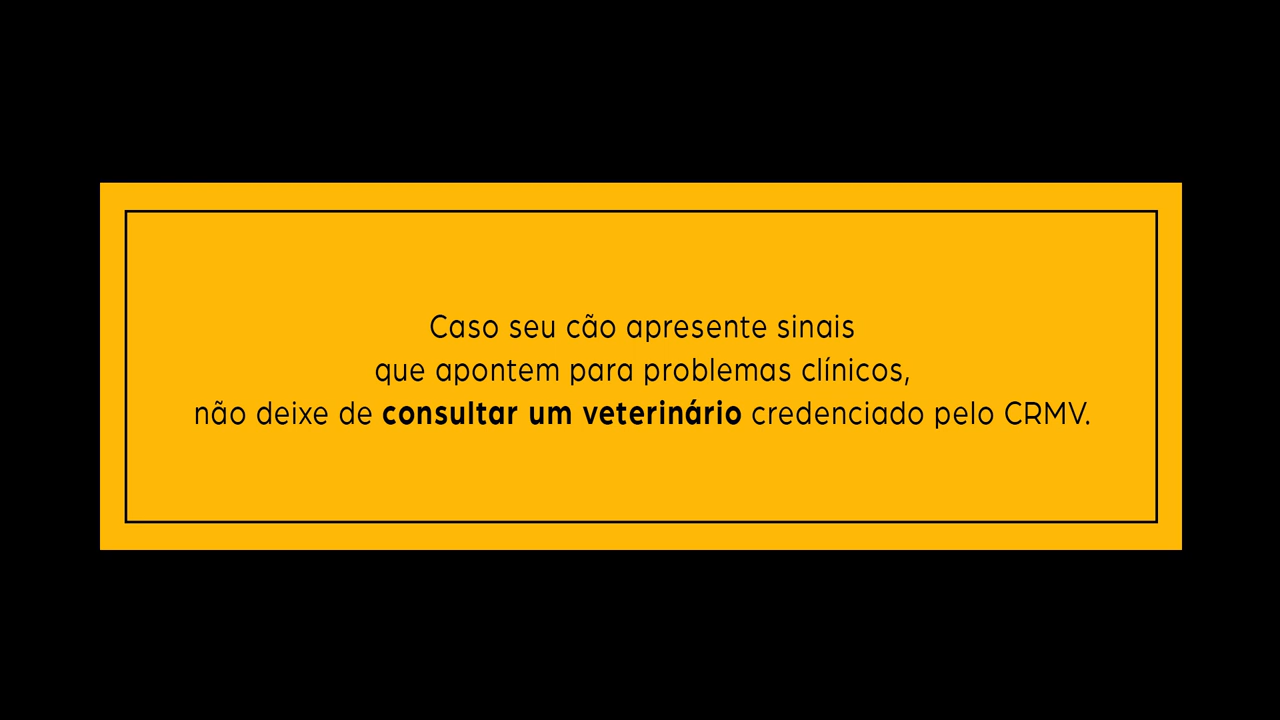 Caso seu cão apresente sinais
que apontem para problemas clínicos,
não deixe de consultar um veterinário credenciado pelo CRMV.